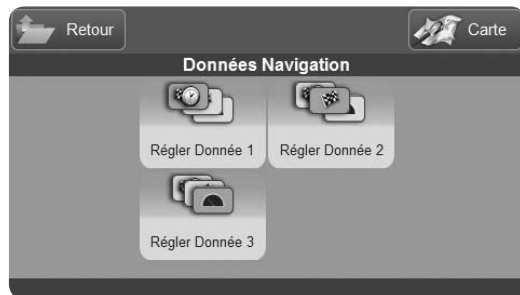 Retour
Carte
Données Navigation
Régler Donnée 1
Régler Donnée 2
Régler Donnée 3